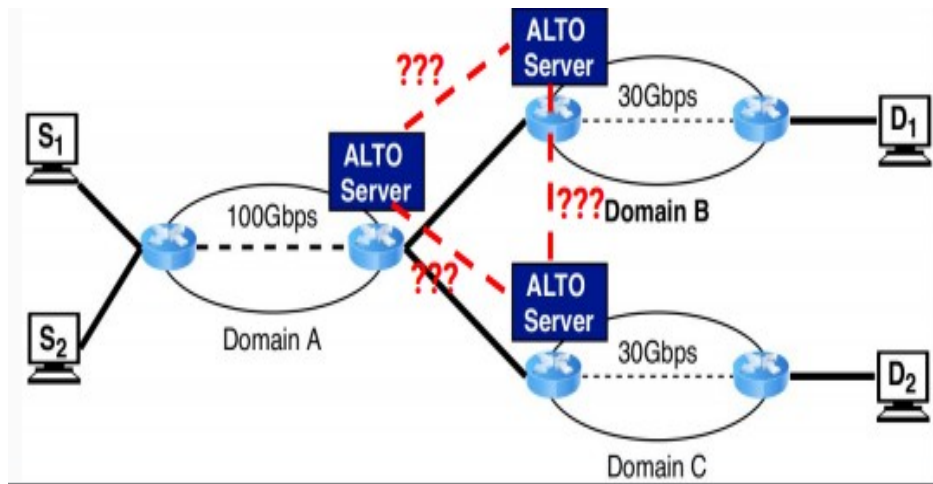 ALTO
Server
???
30Gbps
S1
D1
ALTO
Server
100Gbps
???
Domain B
???
ALTO
Server
S2
Domain A
30Gbps
D2
Domain C